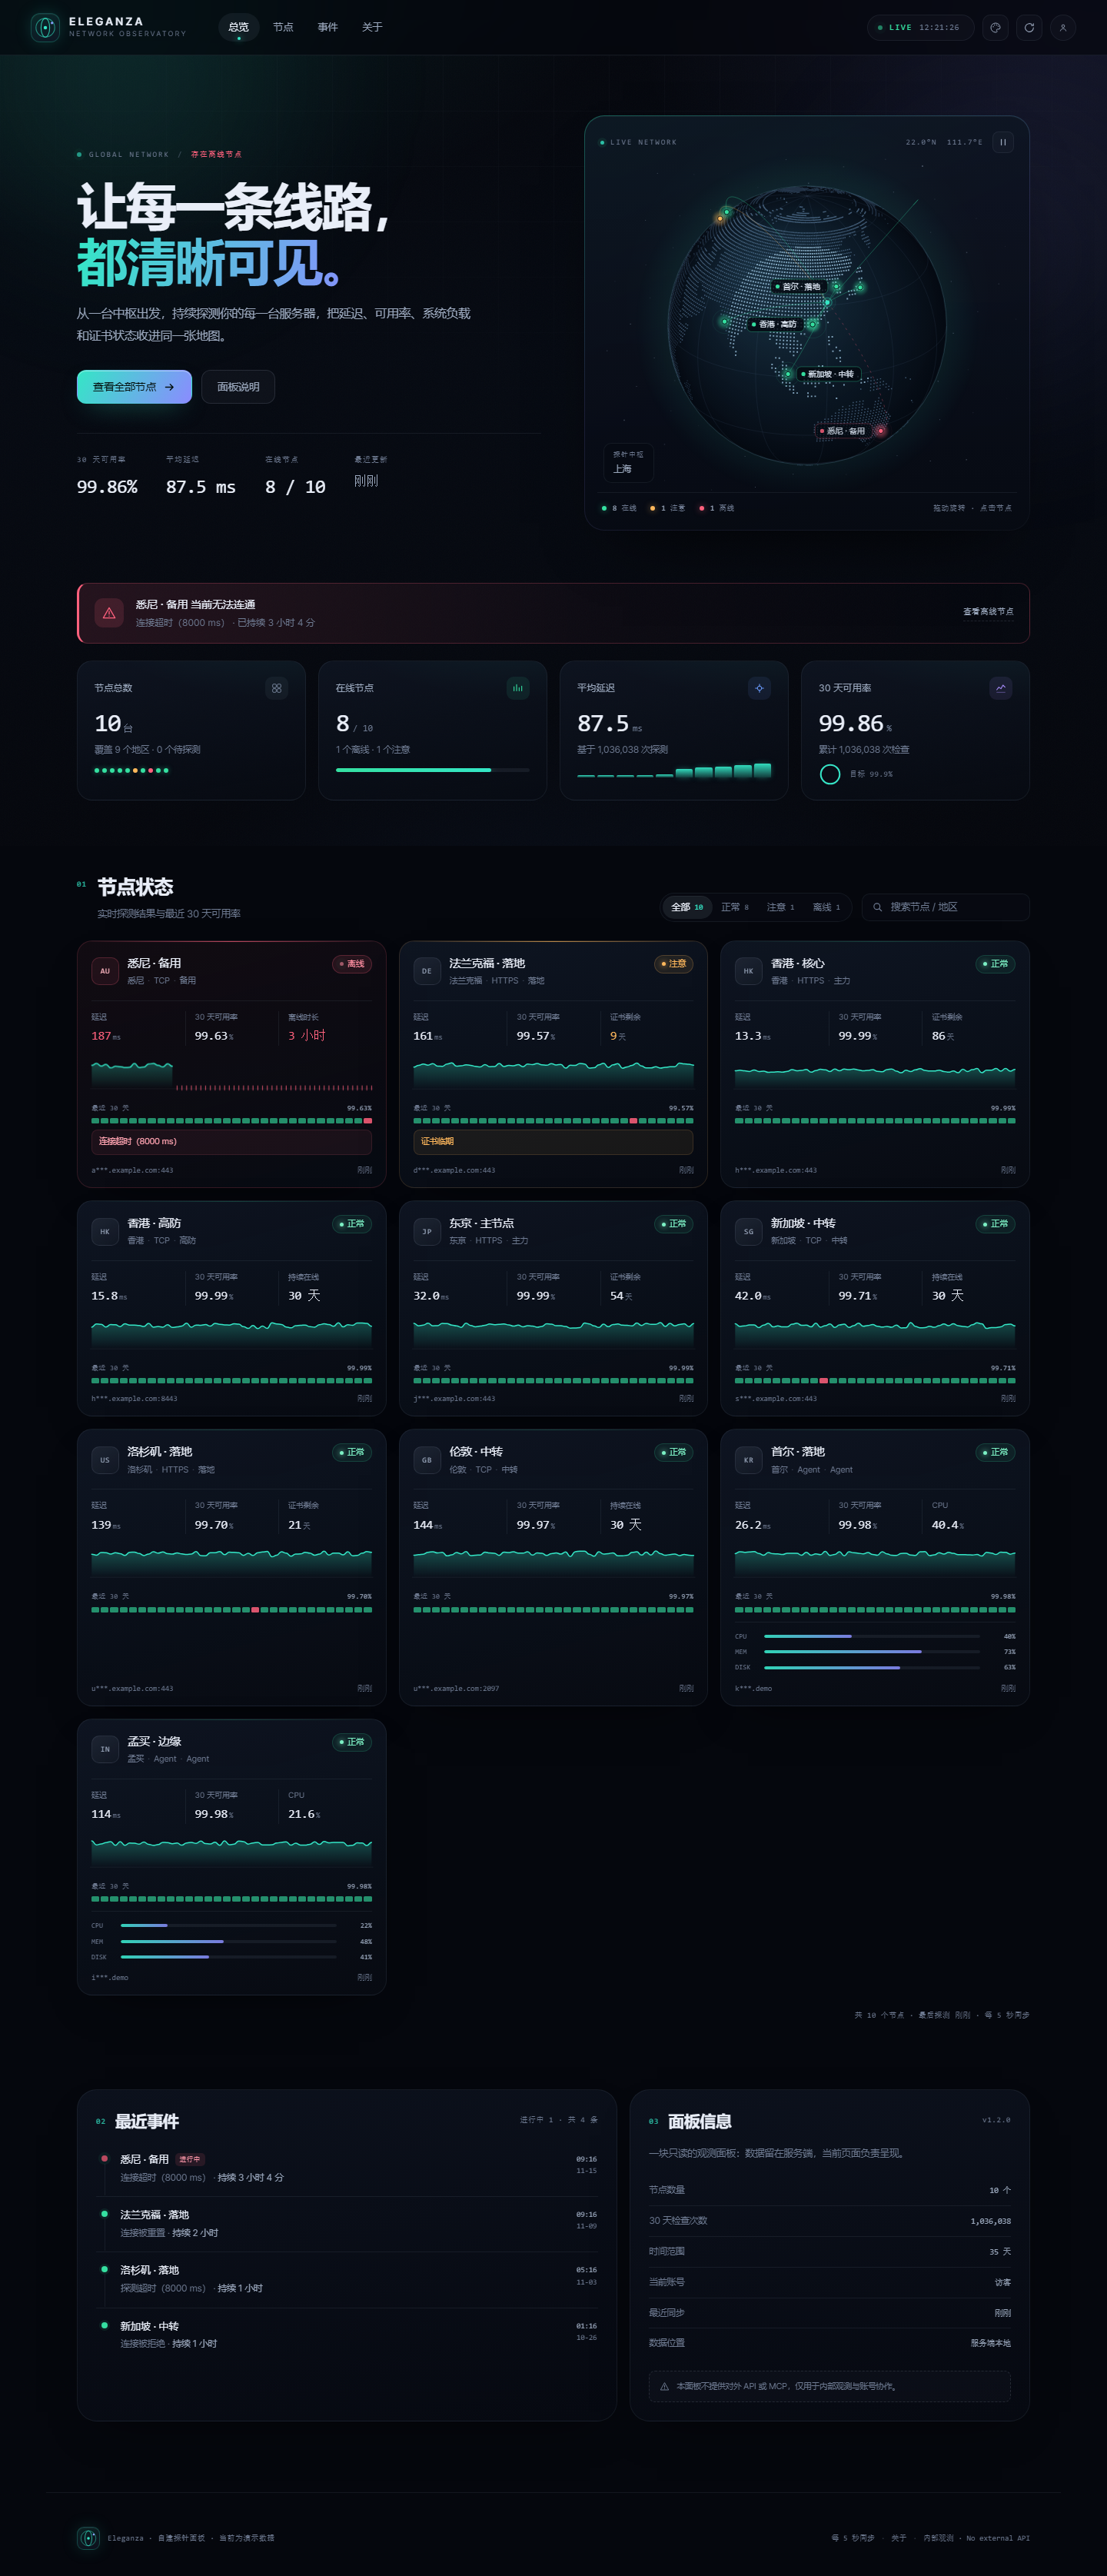 ELEGANZA
NETWORK OBSERVATORY
总览 节点 事件 关于
LIVE 12:21:26
GLOBAL NETWORK / 存在离线节点
让每一条线路，
都清晰可见。
从一台中枢出发，持续探测你的每一台服务器，把延迟、可用率、系统负载
和证书状态收进同一张地图。
查看全部节点 →
面板说明
30 天可用率 平均延迟 在线节点 最近更新
99.86% 87.5 ms 8 / 10 刚刚
LIVE NETWORK
22.0°N 111.7°E
首尔 · 落地
香港 · 高防
新加坡 · 中转
悉尼 · 备用
探针中枢
上海
8 在线 1 注意 1 离线
拖动旋转 · 点击节点
悉尼 · 备用 当前无法连通
连接超时（8000 ms） · 已持续 3 小时 4 分
查看离线节点
节点总数
10 台
覆盖 9 个地区 · 0 个待探测
在线节点
8 / 10
1 个离线 · 1 个注意
平均延迟
87.5 ms
基于 1,036,038 次探测
30 天可用率
99.86 %
累计 1,036,038 次检查
目标 99.9%
01 节点状态
实时探测结果与最近 30 天可用率
全部 10 正常 8 注意 1 离线 1
搜索节点 / 地区
AU 悉尼 · 备用 离线
悉尼 · TCP · 备用
延迟 30 天可用率 离线时长
187 ms 99.63 % 3 小时
最近 30 天 99.63%
连接超时（8000 ms）
a***.example.com:443 刚刚
DE 法兰克福 · 落地 注意
法兰克福 · HTTPS · 落地
延迟 30 天可用率 证书剩余
161 ms 99.57 % 9 天
最近 30 天 99.57%
证书临期
d***.example.com:443 刚刚
HK 香港 · 核心 正常
香港 · HTTPS · 主力
延迟 30 天可用率 证书剩余
13.3 ms 99.99 % 86 天
最近 30 天 99.99%
h***.example.com:443 刚刚
HK 香港 · 高防 正常
香港 · TCP · 高防
延迟 30 天可用率 持续在线
15.8 ms 99.99 % 30 天
最近 30 天 99.99%
h***.example.com:8443 刚刚
JP 东京 · 主节点 正常
东京 · HTTPS · 主力
延迟 30 天可用率 证书剩余
32.0 ms 99.99 % 54 天
最近 30 天 99.99%
j***.example.com:443 刚刚
SG 新加坡 · 中转 正常
新加坡 · TCP · 中转
延迟 30 天可用率 持续在线
42.0 ms 99.71 % 30 天
最近 30 天 99.71%
s***.example.com:443 刚刚
US 洛杉矶 · 落地 正常
洛杉矶 · HTTPS · 落地
延迟 30 天可用率 证书剩余
139 ms 99.70 % 21 天
最近 30 天 99.70%
u***.example.com:443 刚刚
GB 伦敦 · 中转 正常
伦敦 · TCP · 中转
延迟 30 天可用率 持续在线
144 ms 99.97 % 30 天
最近 30 天 99.97%
u***.example.com:2097 刚刚
KR 首尔 · 落地 正常
首尔 · Agent · Agent
延迟 30 天可用率 CPU
26.2 ms 99.98 % 40.4 %
最近 30 天 99.98%
CPU 40%
MEM 73%
DISK 63%
k***.demo 刚刚
IN 孟买 · 边缘 正常
孟买 · Agent · Agent
延迟 30 天可用率 CPU
114 ms 99.98 % 21.6 %
最近 30 天 99.98%
CPU 22%
MEM 48%
DISK 41%
i***.demo 刚刚
共 10 个节点 · 最后探测 刚刚 · 每 5 秒同步
02 最近事件
进行中 1 · 共 4 条
悉尼 · 备用 进行中 09:16
连接超时（8000 ms） · 持续 3 小时 4 分 11-15
法兰克福 · 落地 09:16
连接被重置 · 持续 2 小时 11-09
洛杉矶 · 落地 05:16
探测超时（8000 ms） · 持续 1 小时 11-03
新加坡 · 中转 01:16
连接被拒绝 · 持续 1 小时 10-26
03 面板信息
v1.2.0
一块只读的观测面板：数据留在服务端，当前页面负责呈现。
节点数量 10 个
30 天检查次数 1,036,038
时间范围 35 天
当前账号 访客
最近同步 刚刚
数据位置 服务端本地
本面板不提供对外 API 或 MCP，仅用于内部观测与账号协作。
Eleganza · 自建探针面板 · 当前为演示数据
每 5 秒同步 · 关于 · 内部观测 · No external API